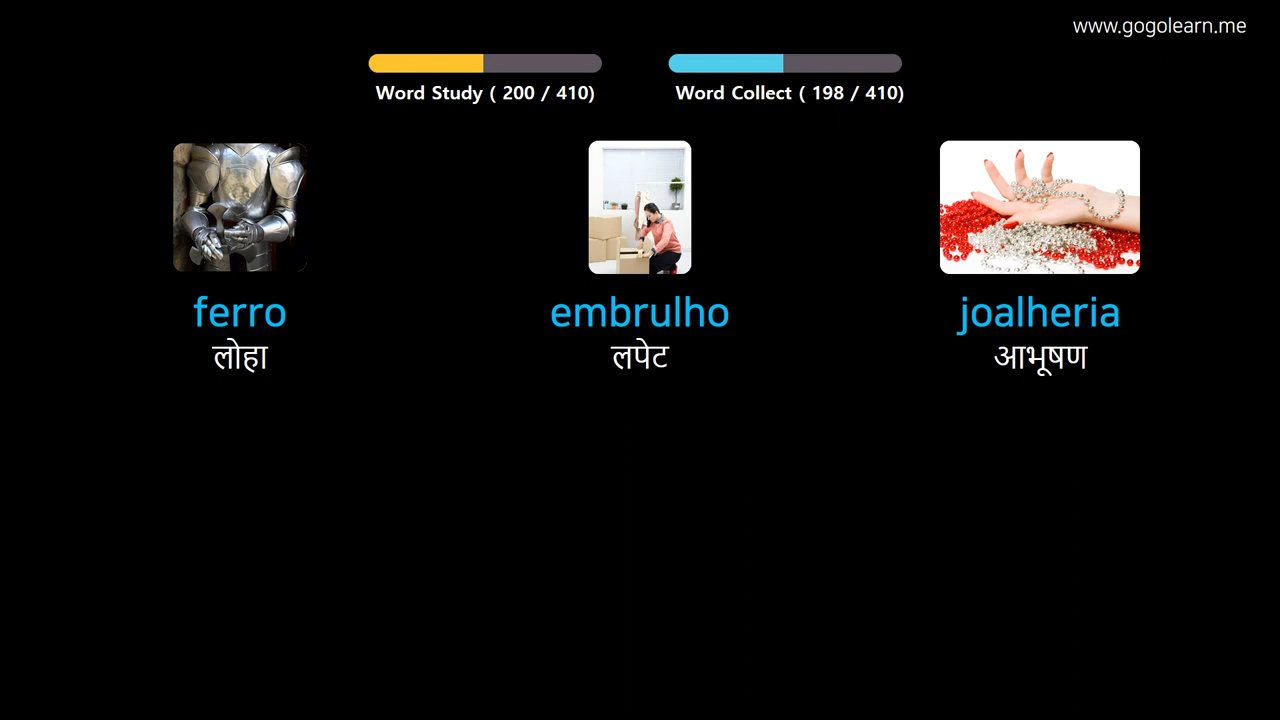 www.gogolearn.me
Word Study ( 200 / 410)
Word Collect ( 198 / 410)
ferro
लोहा
embrulho
लपेट
joalheria
आभूषण